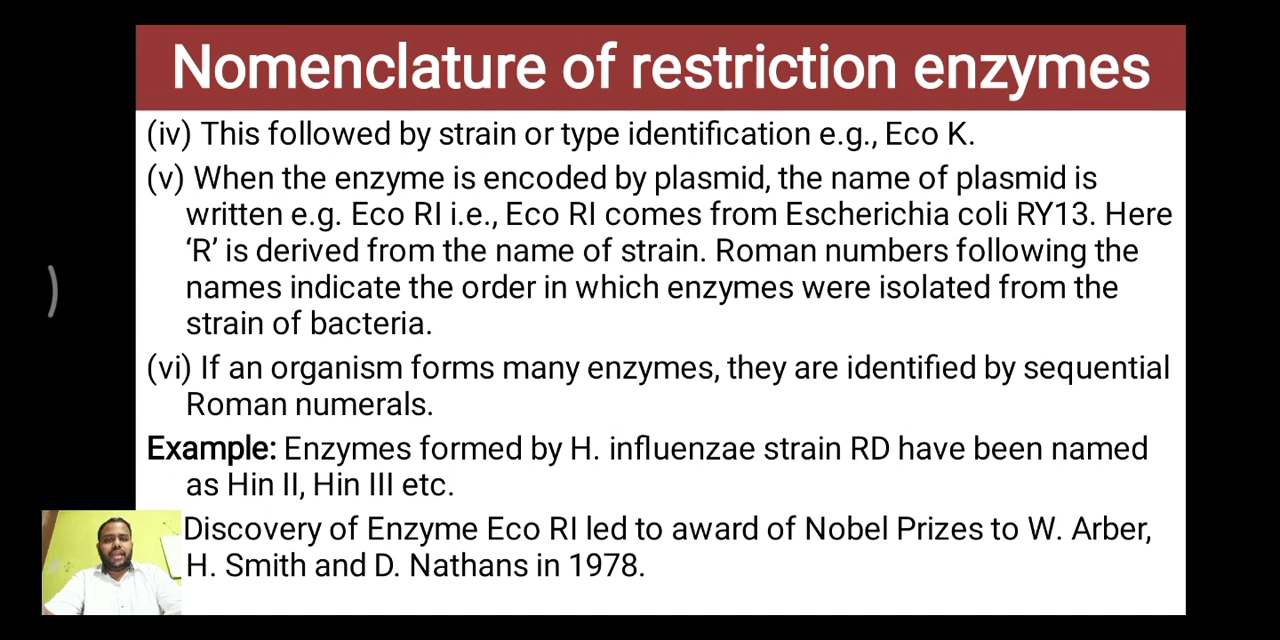 Nomenclature of restriction enzymes
(iv) This followed by strain or type identification e.g., Eco K.
(v) When the enzyme is encoded by plasmid, the name of plasmid is
written e.g. Eco RI i.e., Eco RI comes from Escherichia coli RY13. Here
‘R’ is derived from the name of strain. Roman numbers following the
names indicate the order in which enzymes were isolated from the
strain of bacteria.
(vi) If an organism forms many enzymes, they are identified by sequential
Roman numerals.
Example: Enzymes formed by H. influenzae strain RD have been named
as Hin II, Hin III etc.
Discovery of Enzyme Eco RI led to award of Nobel Prizes to W. Arber,
H. Smith and D. Nathans in 1978.